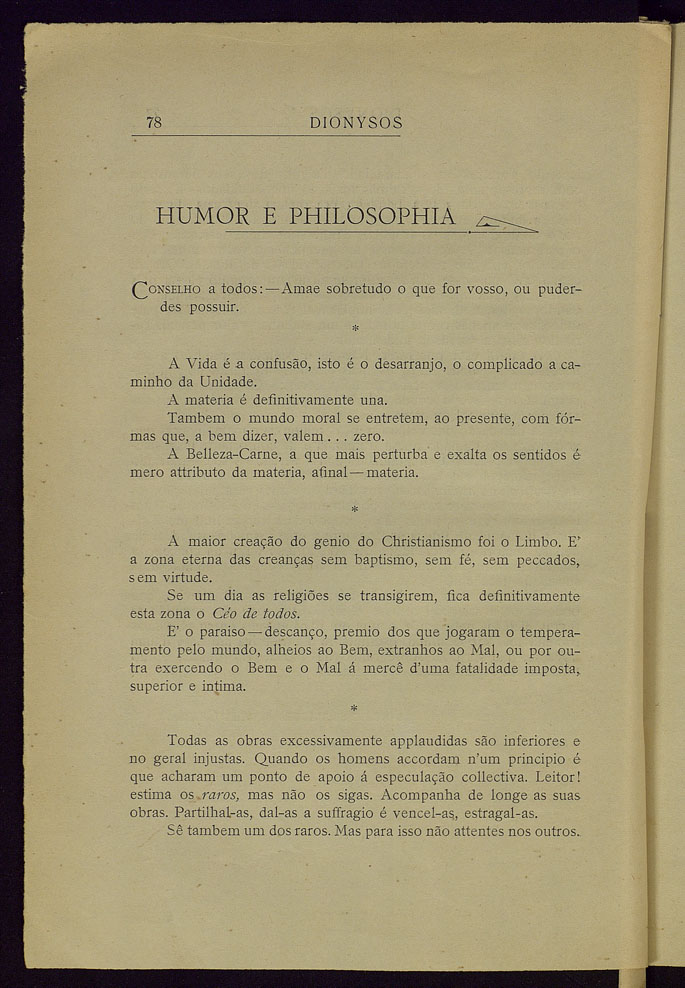 78 DIONYSOS
HUMOR E PHILOSOPHIA
CONSELHO a todos:—Amae sobretudo o que for vosso, ou puder-
des possuir.
*
A Vida é a confusão, isto é o desarranjo, o complicado a ca-
minho da Unidade.
A materia é definitivamente una.
Tambem o mundo moral se entretem, ao presente, com fór-
mas que, a bem dizer, valem . . . zero.
A Belleza-Carne, a que mais perturba e exalta os sentidos é
mero attributo da materia, afinal—materia.
*
A maior creação do genio do Christianismo foi o Limbo. E'
a zona eterna das creanças sem baptismo, sem fé, sem peccados,
sem virtude.
Se um dia as religiões se transigirem, fica definitivamente
esta zona o Céo de todos.
E' o paraiso—descanço, premio dos que jogaram o tempera-
mento pelo mundo, alheios ao Bem, extranhos ao Mal, ou por ou-
tra exercendo o Bem e o Mal á mercê d'uma fatalidade imposta,
superior e intima.
*
Todas as obras excessivamente applaudidas são inferiores e
no geral injustas. Quando os homens accordam n'um principio é
que acharam um ponto de apoio á especulação collectiva. Leitor!
estima os raros, mas não os sigas. Acompanha de longe as suas
obras. Partilhal-as, dal-as a suffragio é vencel-as, estragal-as.
Sê tambem um dos raros. Mas para isso não attentes nos outros.